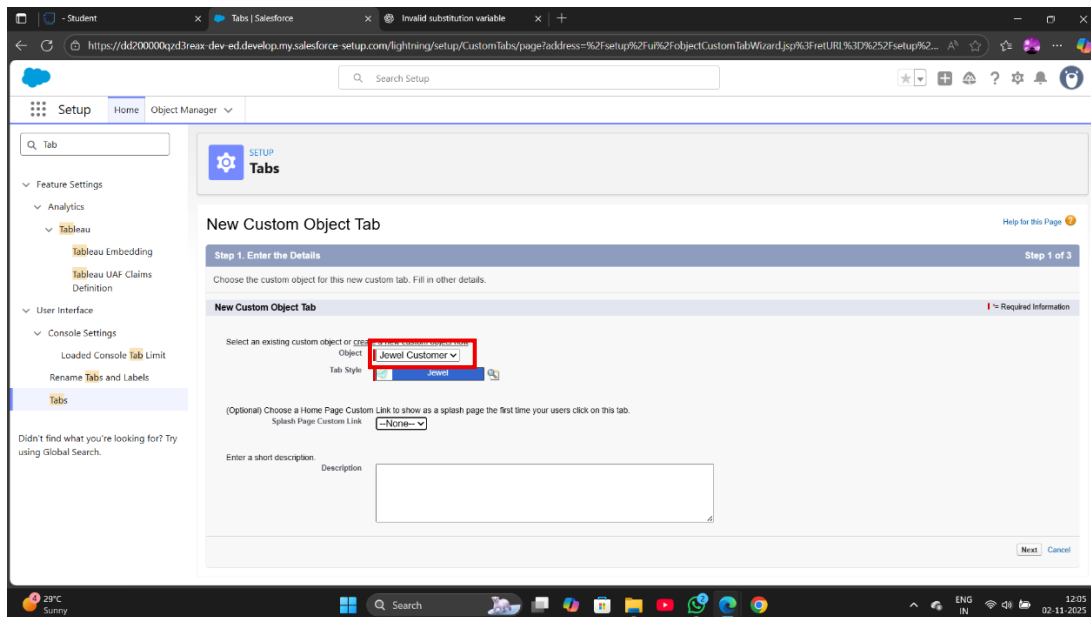 - Student
Tabs | Salesforce
Invalid substitution variable
https://dd200000qzd3reax-dev-ed.develop.my.salesforce-setup.com/lightning/setup/CustomTabs/page?address=%2Fsetup%2Fui%2FobjectCustomTabWizard.jsp%3FretURL%3D%252Fsetup%2...
Search Setup
Setup
Home
Object Manager
Tab
SETUP
Tabs
Feature Settings
Analytics
Tableau
Tableau Embedding
Tableau UAF Claims
Definition
User Interface
Console Settings
Loaded Console Tab Limit
Rename Tabs and Labels
Tabs
Didn't find what you're looking for? Try
using Global Search.
New Custom Object Tab
Help for this Page
Step 1. Enter the Details
Step 1 of 3
Choose the custom object for this new custom tab. Fill in other details.
New Custom Object Tab
= Required Information
Select an existing custom object or create a new custom object now.
Object
Jewel Customer
Tab Style
Jewel
(Optional) Choose a Home Page Custom Link to show as a splash page the first time your users click on this tab.
Splash Page Custom Link
--None--
Enter a short description.
Description
Next
Cancel
4
29°C
Sunny
Search
2
ENG
IN
12:05
02-11-2025